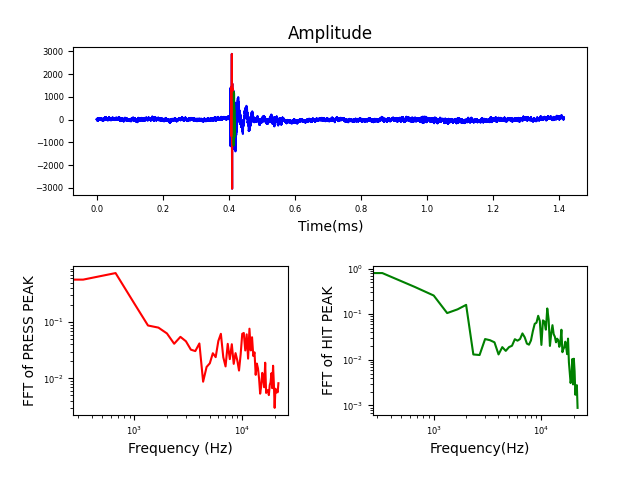 Amplitude
3000
2000
1000
0
−1000
−2000
−3000
0.0 0.2 0.4 0.6 0.8 1.0 1.2 1.4
Time(ms)
FFT of PRESS PEAK
10⁻¹
10⁻²
10³ 10⁴
Frequency (Hz)
FFT of HIT PEAK
10⁰
10⁻¹
10⁻²
10⁻³
10³ 10⁴
Frequency(Hz)